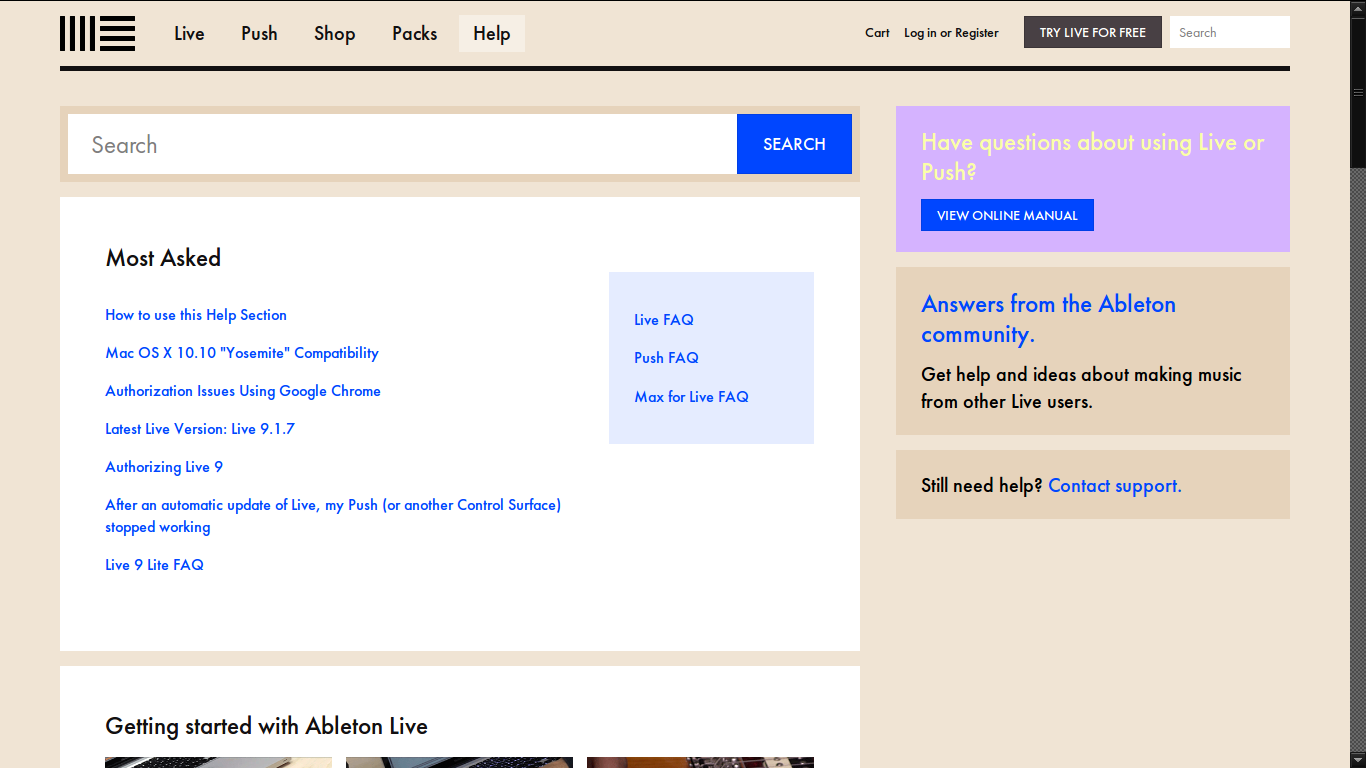 Live
Push
Shop
Packs
Help
Cart
Log in or Register
TRY LIVE FOR FREE
Search
Search
SEARCH
Most Asked
How to use this Help Section
Mac OS X 10.10 "Yosemite" Compatibility
Authorization Issues Using Google Chrome
Latest Live Version: Live 9.1.7
Authorizing Live 9
After an automatic update of Live, my Push (or another Control Surface)
stopped working
Live 9 Lite FAQ
Live FAQ
Push FAQ
Max for Live FAQ
Getting started with Ableton Live
Have questions about using Live or
Push?
VIEW ONLINE MANUAL
Answers from the Ableton
community.
Get help and ideas about making music
from other Live users.
Still need help? Contact support.